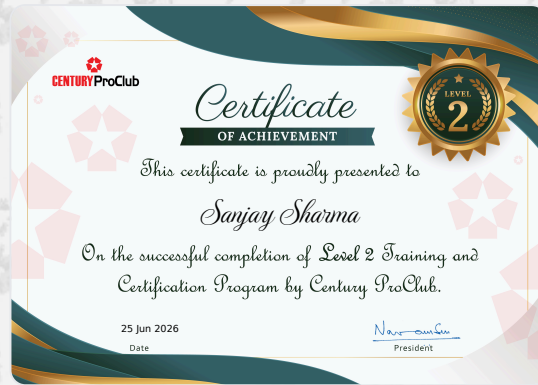 CENTURY ProClub
LEVEL
2
Certificate
OF ACHIEVEMENT
This certificate is proudly presented to
Sanjay Sharma
On the successful completion of Level 2 Training and
Certification Program by Century ProClub.
25 Jun 2026
Date
President